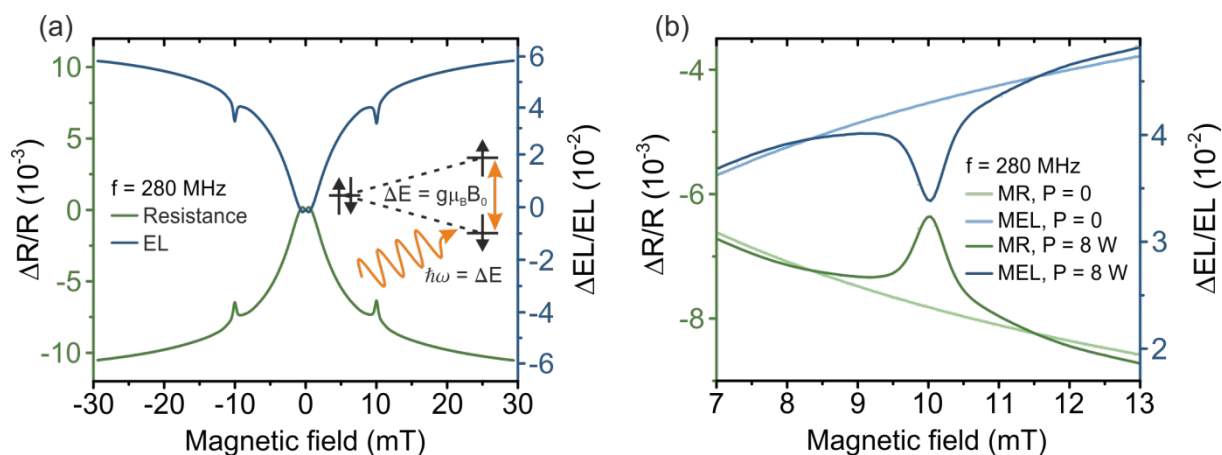 (a)
ΔR/R (10⁻³)
10
5
0
-5
-10
f = 280 MHz
Resistance
EL
ΔE = gμ_BB₀
ħω = ΔE
6
4
2
0
-2
-4
-6
ΔEL/EL (10⁻²)
-30 -20 -10 0 10 20 30
Magnetic field (mT)
(b)
ΔR/R (10⁻³)
-4
-6
-8
f = 280 MHz
MR, P = 0
MEL, P = 0
MR, P = 8 W
MEL, P = 8 W
4
3
2
ΔEL/EL (10⁻²)
7 8 9 10 11 12 13
Magnetic field (mT)